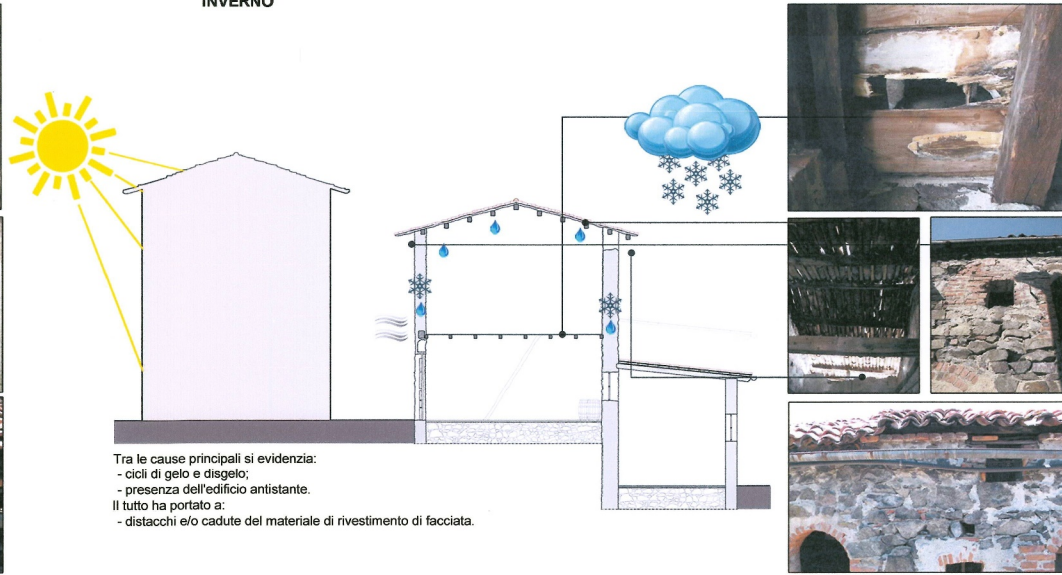 INVERNO
Tra le cause principali si evidenzia:
- cicli di gelo e disgelo;
- presenza dell'edificio antistante.
Il tutto ha portato a:
- distacchi e/o cadute del materiale di rivestimento di facciata.